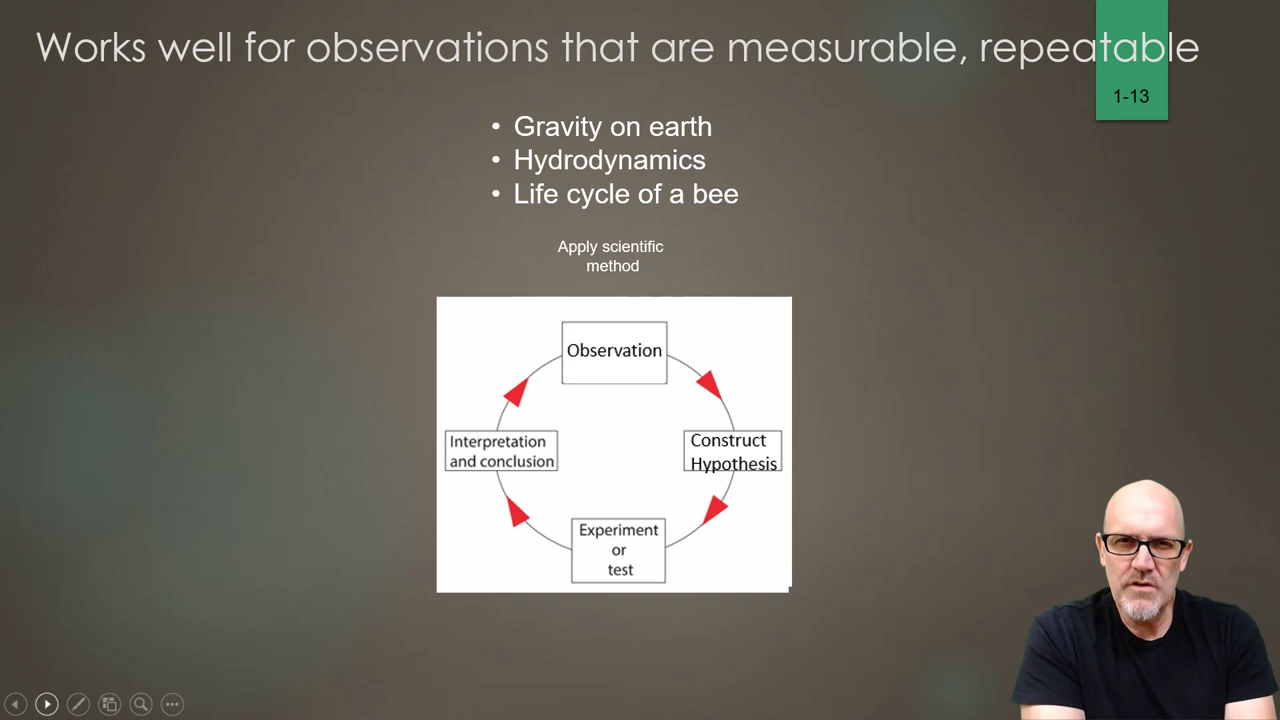 Works well for observations that are measurable, repeatable
1-13
• Gravity on earth
• Hydrodynamics
• Life cycle of a bee
Apply scientific
method
Observation
Construct
Hypothesis
Interpretation
and conclusion
Experiment
or
test